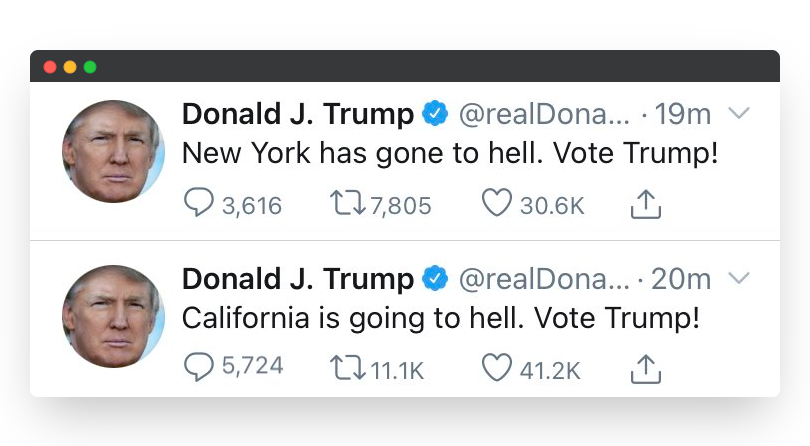 Donald J. Trump @realDona... · 19m
New York has gone to hell. Vote Trump!
3,616 7,805 30.6K
Donald J. Trump @realDona... · 20m
California is going to hell. Vote Trump!
5,724 11.1K 41.2K